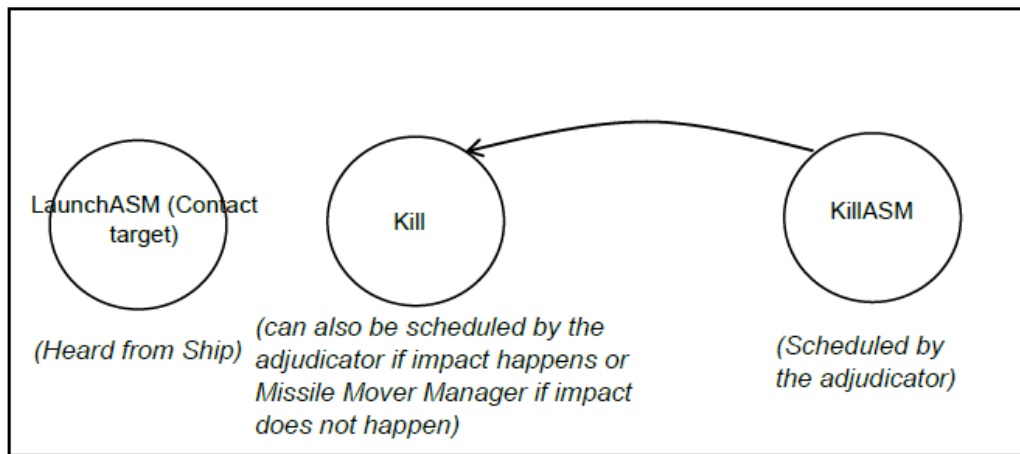 LaunchASM (Contact
target)
Kill
KillASM
(Heard from Ship)
(can also be scheduled by the
adjudicator if impact happens or
Missile Mover Manager if impact
does not happen)
(Scheduled by
the adjudicator)